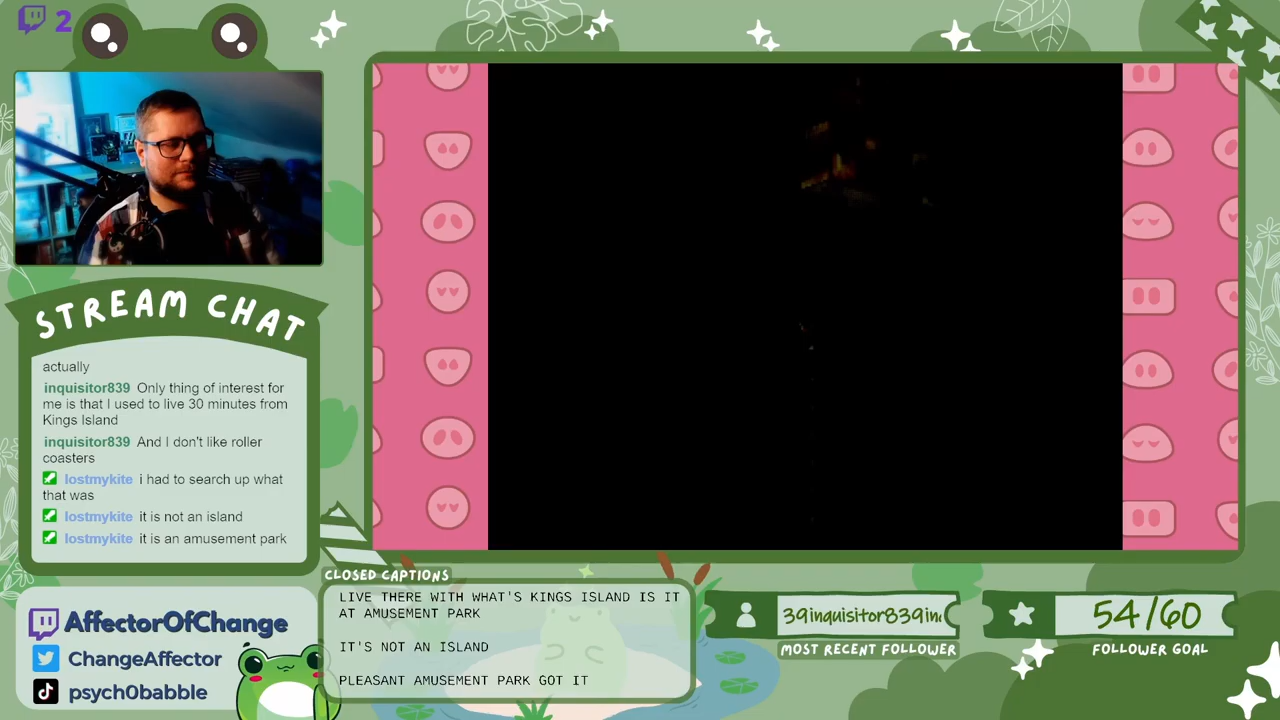 2
STREAM CHAT
actually
inquisitor839 Only thing of interest for
me is that I used to live 30 minutes from
Kings Island
inquisitor839 And I don't like roller
coasters
lostmykite i had to search up what
that was
lostmykite it is not an island
lostmykite it is an amusement park
AffectorOfChange
ChangeAffector
psych0babble
CLOSED CAPTIONS
LIVE THERE WITH WHAT'S KINGS ISLAND IS IT
AT AMUSEMENT PARK
IT'S NOT AN ISLAND
PLEASANT AMUSEMENT PARK GOT IT
39inquisitor839in
MOST RECENT FOLLOWER
54/60
FOLLOWER GOAL